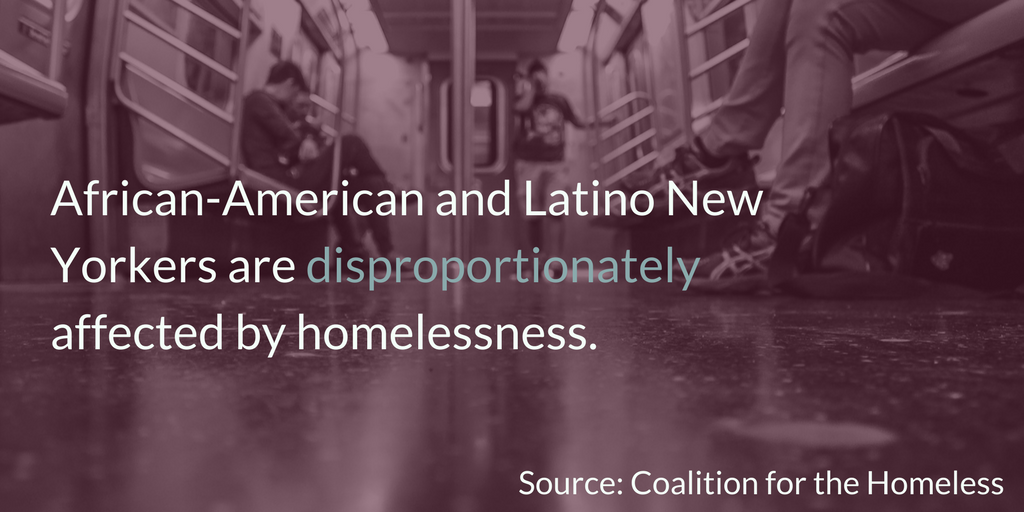 African-American and Latino New
Yorkers are disproportionately
affected by homelessness.
Source: Coalition for the Homeless